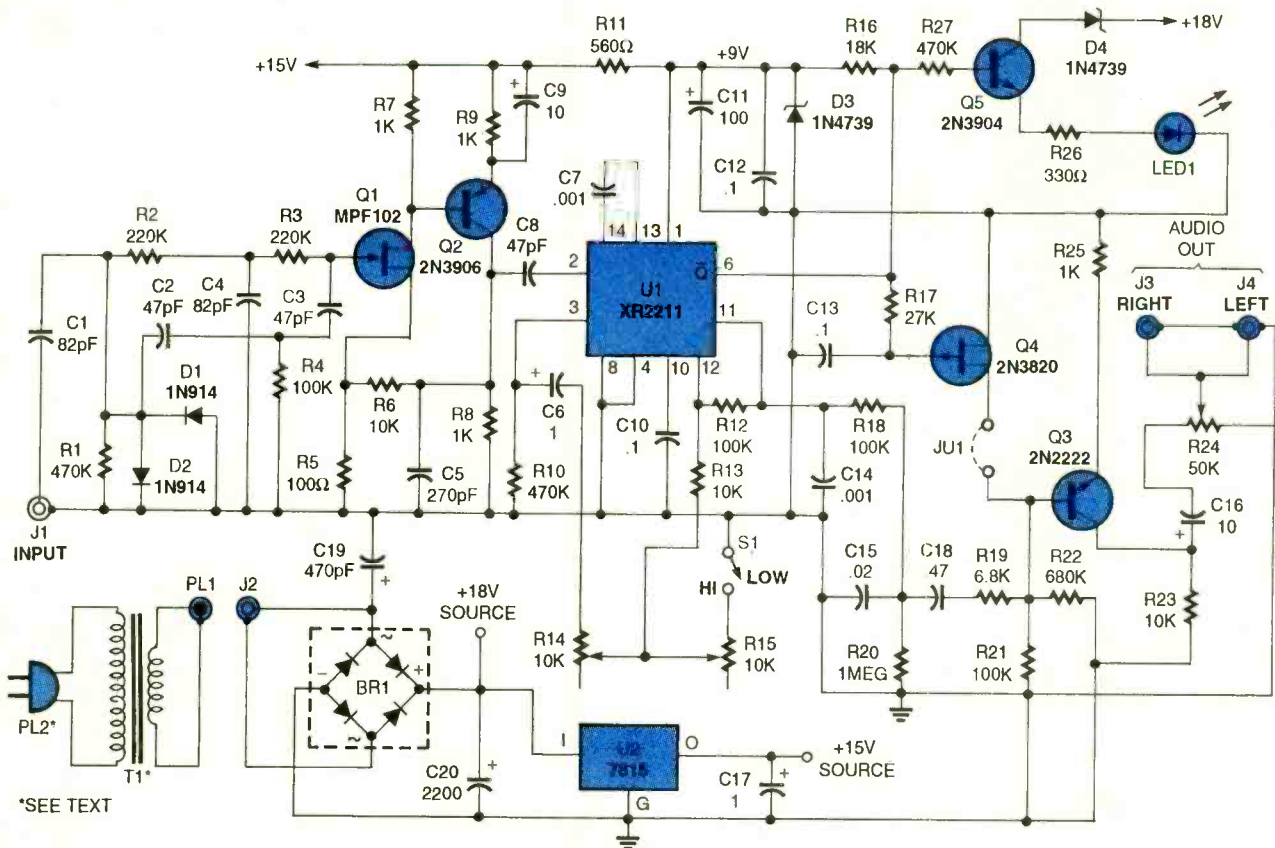 R11
560Ω
+15V
+9V
R16
18K
R27
470K
+18V
D4
1N4739
R7
1K
R9
1K
+
C9
10
+
C11
100
D3
1N4739
Q5
2N3904
R26
330Ω
LED1
C12
.1
C7
.001
Q1
MPF102
Q2
2N3906
C8
47pF
14
13
1
2
3
Q̅
6
11
U1
XR2211
8
4
10
12
R2
220K
R3
220K
C2
47pF
C4
82pF
C3
47pF
C1
82pF
D1
1N914
R4
100K
R1
470K
D2
1N914
R5
100Ω
R6
10K
C5
270pF
R8
1K
+
C6
1
R10
470K
C10
.1
R12
100K
R13
10K
C13
.1
R17
27K
Q4
2N3820
R18
100K
C14
.001
JU1
R25
1K
AUDIO
OUT
J3
RIGHT
J4
LEFT
Q3
2N2222
R24
50K
C16
10
+
J1
INPUT
C19
470pF
+
S1
LOW
HI
C15
.02
C18
47
R19
6.8K
R22
680K
R23
10K
PL1
J2
+18V
SOURCE
R14
10K
R15
10K
R20
1MEG
R21
100K
~
-
+
BR1
~
PL2*
T1*
*SEE TEXT
C20
2200
+
I
U2
7815
O
G
+15V
SOURCE
C17
1
+